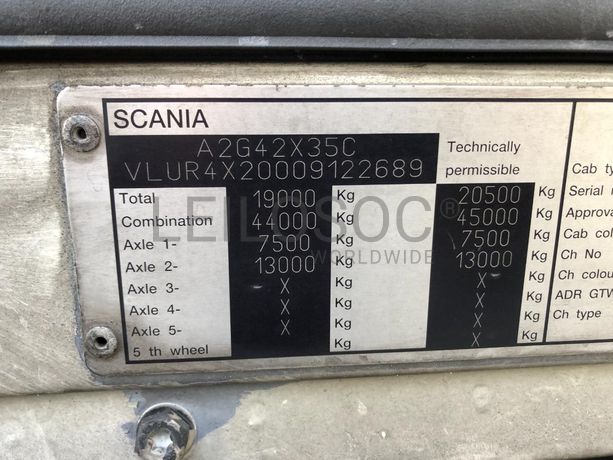 SCANIA
A2G42X35C
VLUR4X20009122689
Technically permissible
Total 19000 Kg 20500 Kg
Combination 44000 Kg 45000 Kg
Axle 1- 7500 Kg 7500 Kg
Axle 2- 13000 Kg 13000 Kg
Axle 3- X Kg X Kg
Axle 4- X Kg X Kg
Axle 5- X Kg X Kg
5 th wheel Kg X Kg
Cab ty
Serial
Approva
Cab col
Ch No
Ch colou
ADR GTW
Ch type
LEILOSOC®
WORLDWIDE